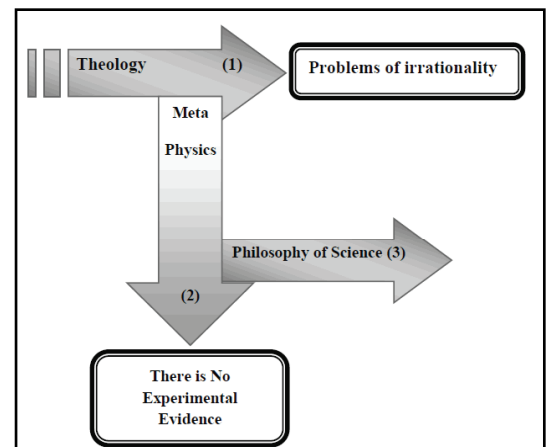 Theology (1)
Problems of irrationality
Meta
Physics
Philosophy of Science (3)
(2)
There is No
Experimental
Evidence